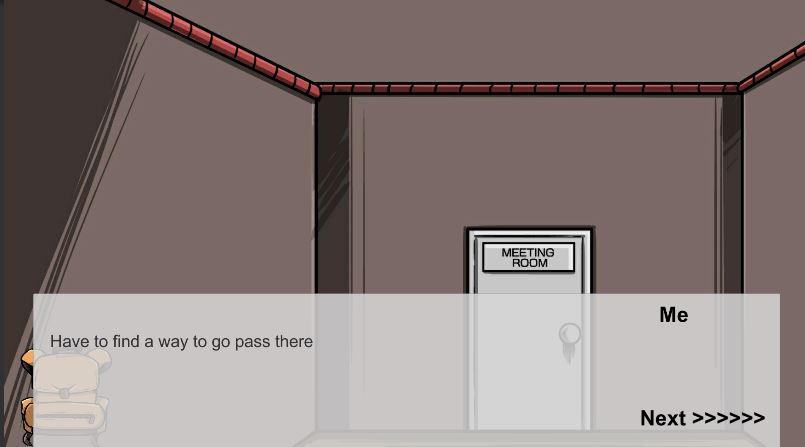 MEETING
ROOM
Me
Have to find a way to go pass there
Next >>>>>>